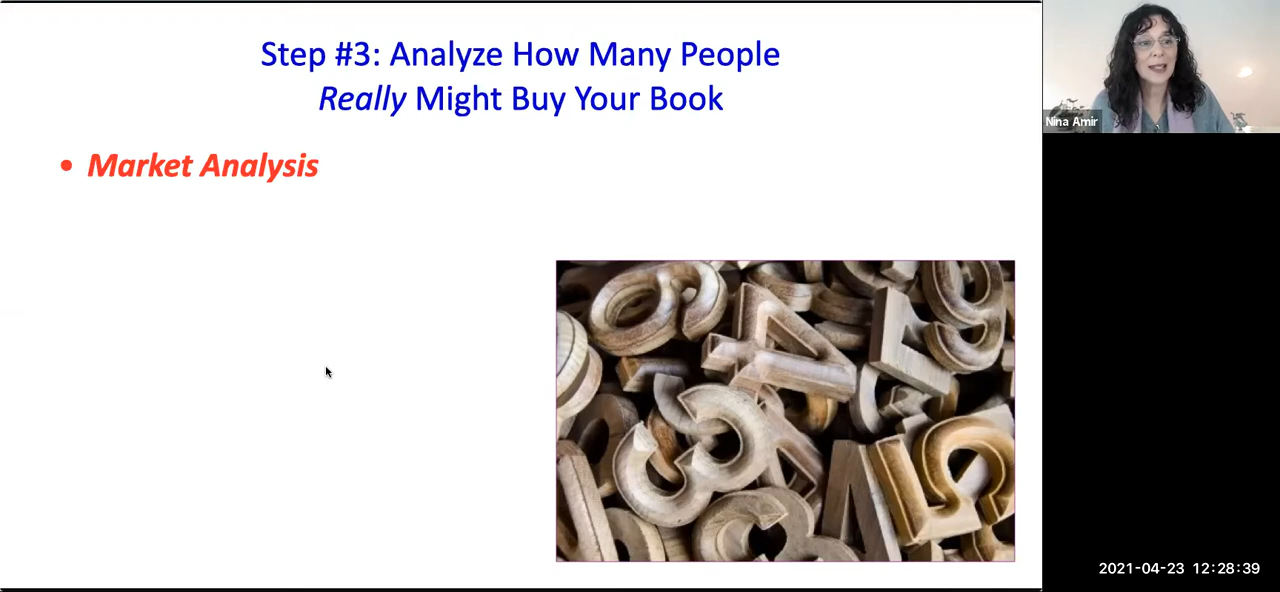 Step #3: Analyze How Many People
Really Might Buy Your Book
• Market Analysis
Nina Amir
2021-04-23 12:28:39